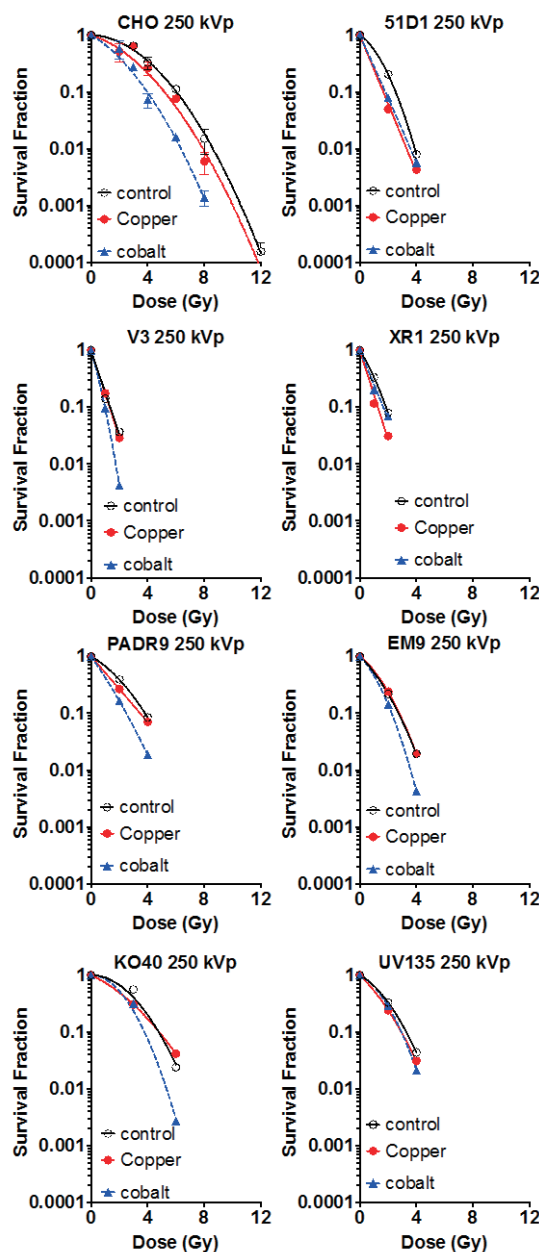 CHO 250 kVp
Survival Fraction
1
0.1
0.01
0.001
0.0001
control
Copper
cobalt
0 4 8 12
Dose (Gy)
51D1 250 kVp
Survival Fraction
1
0.1
0.01
0.001
0.0001
control
Copper
cobalt
0 4 8 12
Dose (Gy)
V3 250 kVp
Survival Fraction
1
0.1
0.01
0.001
0.0001
control
Copper
cobalt
0 4 8 12
Dose (Gy)
XR1 250 kVp
Survival Fraction
1
0.1
0.01
0.001
0.0001
control
Copper
cobalt
0 4 8 12
Dose (Gy)
PADR9 250 kVp
Survival Fraction
1
0.1
0.01
0.001
0.0001
control
Copper
cobalt
0 4 8 12
Dose (Gy)
EM9 250 kVp
Survival Fraction
1
0.1
0.01
0.001
0.0001
control
Copper
cobalt
0 4 8 12
Dose (Gy)
KO40 250 kVp
Survival Fraction
1
0.1
0.01
0.001
0.0001
control
Copper
cobalt
0 4 8 12
Dose (Gy)
UV135 250 kVp
Survival Fraction
1
0.1
0.01
0.001
0.0001
control
Copper
cobalt
0 4 8 12
Dose (Gy)